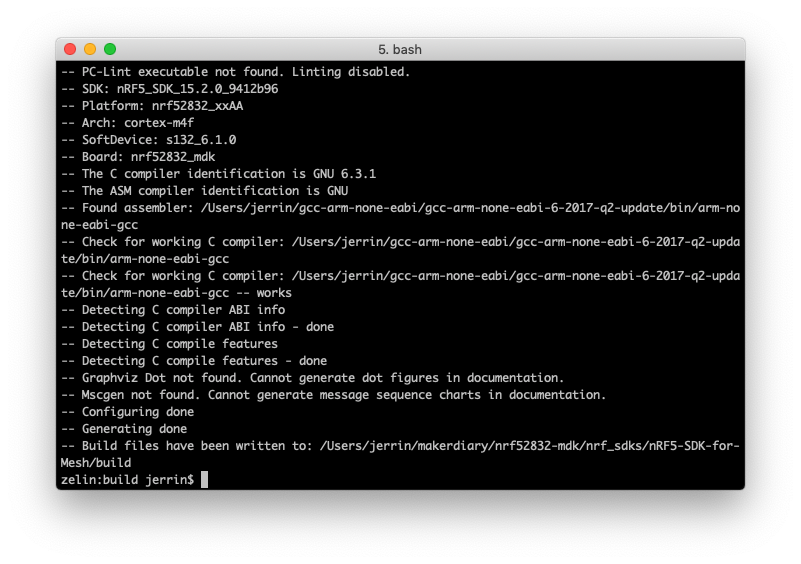 5. bash
-- PC-Lint executable not found. Linting disabled.
-- SDK: nRF5_SDK_15.2.0_9412b96
-- Platform: nrf52832_xxAA
-- Arch: cortex-m4f
-- SoftDevice: s132_6.1.0
-- Board: nrf52832_mdk
-- The C compiler identification is GNU 6.3.1
-- The ASM compiler identification is GNU
-- Found assembler: /Users/jerrin/gcc-arm-none-eabi/gcc-arm-none-eabi-6-2017-q2-update/bin/arm-no
ne-eabi-gcc
-- Check for working C compiler: /Users/jerrin/gcc-arm-none-eabi/gcc-arm-none-eabi-6-2017-q2-upda
te/bin/arm-none-eabi-gcc
-- Check for working C compiler: /Users/jerrin/gcc-arm-none-eabi/gcc-arm-none-eabi-6-2017-q2-upda
te/bin/arm-none-eabi-gcc -- works
-- Detecting C compiler ABI info
-- Detecting C compiler ABI info - done
-- Detecting C compile features
-- Detecting C compile features - done
-- Graphviz Dot not found. Cannot generate dot figures in documentation.
-- Mscgen not found. Cannot generate message sequence charts in documentation.
-- Configuring done
-- Generating done
-- Build files have been written to: /Users/jerrin/makerdiary/nrf52832-mdk/nrf_sdks/nRF5-SDK-for-
Mesh/build
zelin:build jerrin$